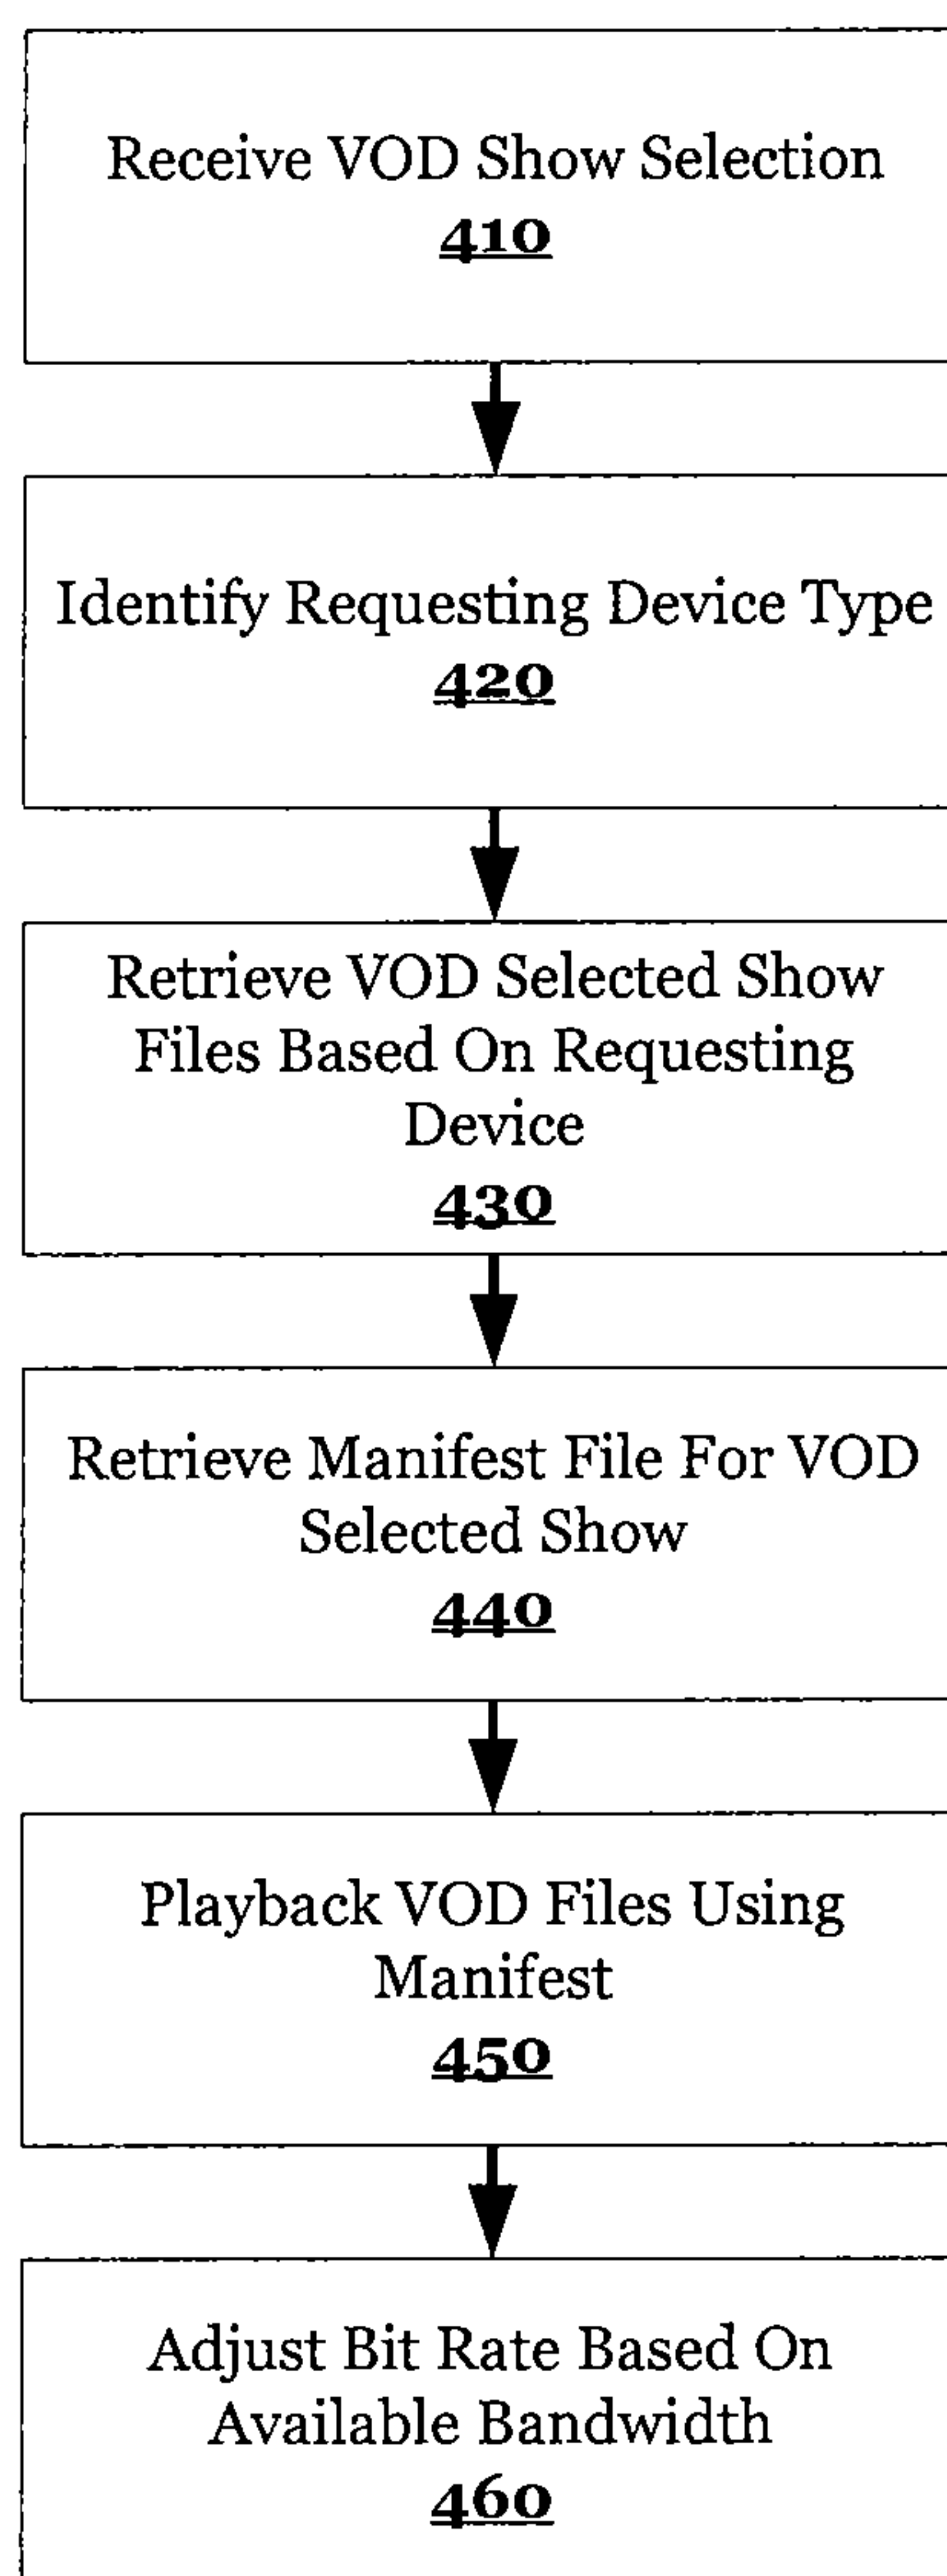 Receive VOD Show Selection
410
Identify Requesting Device Type
420
Retrieve VOD Selected Show
Files Based On Requesting
Device
430
Retrieve Manifest File For VOD
Selected Show
440
Playback VOD Files Using
Manifest
450
Adjust Bit Rate Based On
Available Bandwidth
460